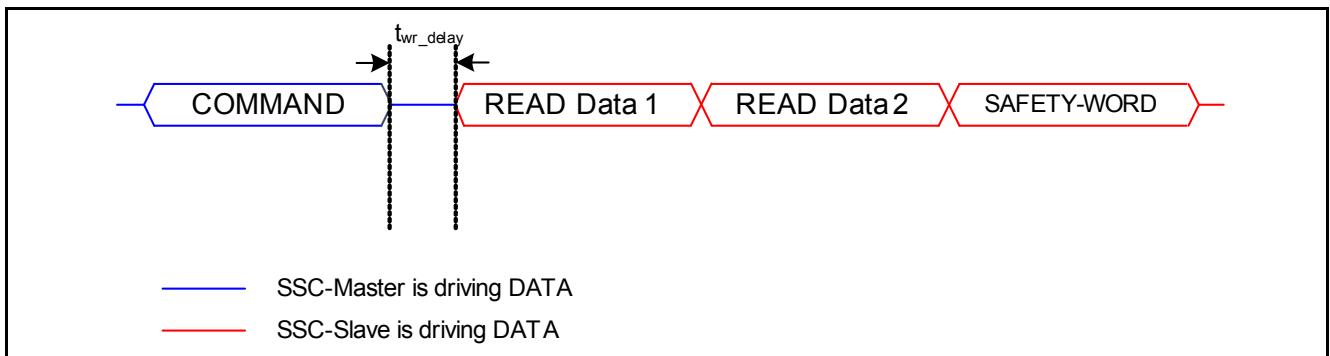 twr_delay
COMMAND READ Data 1 READ Data 2 SAFETY-WORD
SSC-Master is driving DATA
SSC-Slave is driving DATA